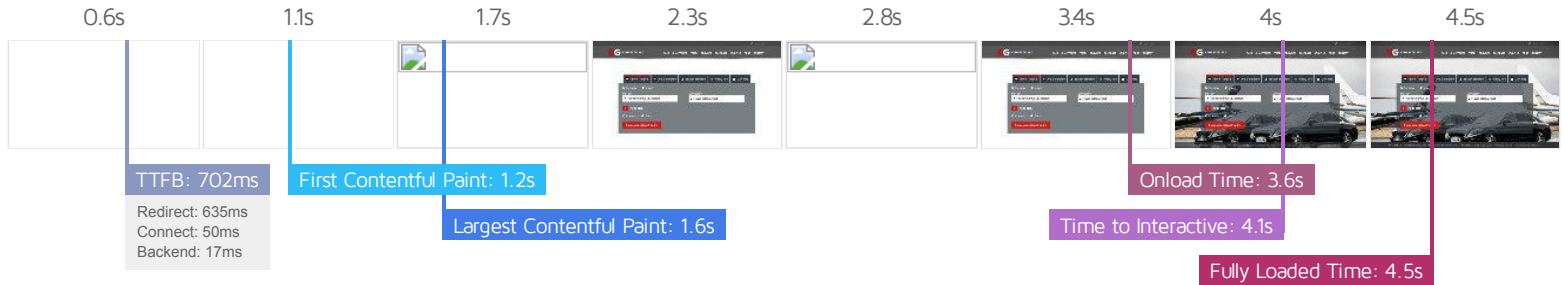 0.6s
1.1s
1.7s
2.3s
2.8s
3.4s
4s
4.5s
TTFB: 702ms
Redirect: 635ms
Connect: 50ms
Backend: 17ms
First Contentful Paint: 1.2s
Largest Contentful Paint: 1.6s
Onload Time: 3.6s
Time to Interactive: 4.1s
Fully Loaded Time: 4.5s